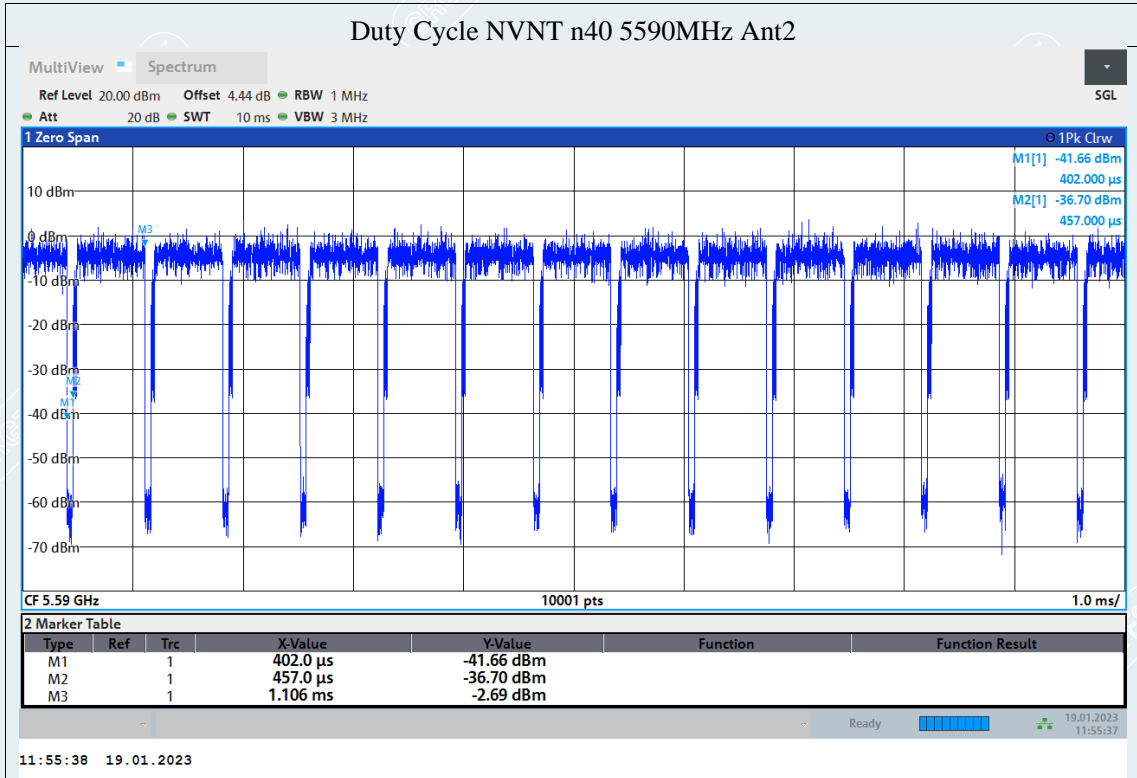 Duty Cycle NVNT n40 5590MHz Ant2
MultiView Spectrum
Ref Level 20.00 dBm Offset 4.44 dB RBW 1 MHz
SGL
Att 20 dB SWT 10 ms VBW 3 MHz
1 Zero Span 1Pk Clrw
M1[1] -41.66 dBm
402.000 µs
M2[1] -36.70 dBm
457.000 µs
10 dBm
M3
0 dBm
-10 dBm
-20 dBm
-30 dBm
M2
M1
-40 dBm
-50 dBm
-60 dBm
-70 dBm
CF 5.59 GHz 10001 pts 1.0 ms/
2 Marker Table
Type Ref Trc X-Value Y-Value Function Function Result
M1 1 402.0 µs -41.66 dBm
M2 1 457.0 µs -36.70 dBm
M3 1 1.106 ms -2.69 dBm
Ready 19.01.2023
11:55:37
11:55:38 19.01.2023